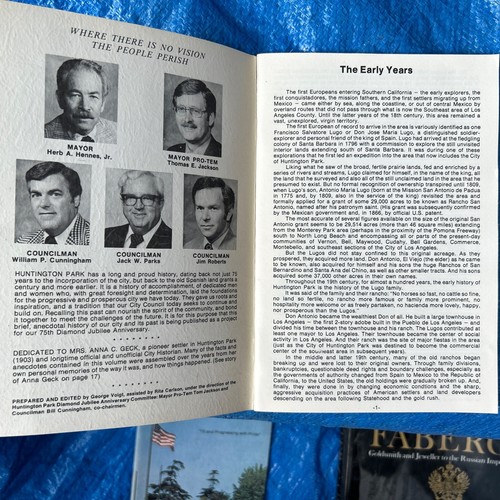 WHERE THERE IS NO VISION
THE PEOPLE PERISH
MAYOR
Herb A. Hennes, Jr.
MAYOR PRO-TEM
Thomas E. Jackson
COUNCILMAN
William P. Cunningham
COUNCILMAN
Jack W. Parks
COUNCILMAN
Jim Roberts
HUNTINGTON PARK has a long and proud history, dating not just 75
years to the incorporation of the city, but back to the old Spanish land grants a
century and more earlier. It is a history of accomplishment, of dedicated men
and women who, with great foresight and determination, laid the foundations
for the progressive and prosperous city we have today. They gave us roots and
inspiration, and a tradition that our City Council today seeks to continue and
build on. Recalling this past can nourish the spirit of the community, and bring
it together to meet the challenges of the future. It is for this purpose that this
brief, anecdotal history of our city and its past is being published as a project
for our 75th Diamond Jubilee Anniversary.
DEDICATED TO MRS. ANNA C. GECK, a pioneer settler in Huntington Park
(1903) and longtime official and unofficial City Historian. Many of the facts and
anecdotes contained in this volume were assembled over the years from her
own personal memories of the way it was, and how things happened. (See story
of Anna Geck on page 17)
PREPARED AND EDITED by George Voigt, assisted by Rita Carlson, under the direction of the
Huntington Park Diamond Jubilee Anniversary Committee: Mayor Pro-Tem Tom Jackson and
Councilman Bill Cunningham, co-chairmen.
The Early Years
The first Europeans entering Southern California – the early explorers, the
first conquistadores, the mission fathers, and the first settlers migrating up from
Mexico – came either by sea, along the coastline, or out of central Mexico by
overland routes that did not pass through what is now the Southeast area of Los
Angeles County. Until the latter years of the 18th century, this area remained a
vast, unexplored, virgin territory.
The first European of record to arrive in the area is variously identified as one
Francisco Salvatore Lugo or Don Jose Maria Lugo, a distinguished soldier-
explorer and personal friend of the king of Spain. Lugo had arrived at the fledgling
colony of Santa Barbara in 1796 with a commission to explore the still unvisited
interior lands extending south of Santa Barbara. It was during one of these
explorations that he first led an expedition into the area that now includes the City
of Huntington Park.
Liking what he saw of the broad, fertile prairie lands, fed and enriched by a
series of rivers and streams, Lugo claimed for himself, in the name of the king, all
the land that he surveyed and also all of the still unclaimed land in the area that he
presumed to exist. But no formal recognition of ownership transpired until 1809,
when Lugo's son, Antonio Maria Lugo (born at the Mission San Antonio de Padua
in 1775 and, by 1809, also in the service of the king) revisited the area and
formally applied for a grant of some 29,000 acres to be known as Rancho San
Antonio, named after his patronym saint. (His grant was subsequently confirmed
by the Mexican government and, in 1866, by official U.S. patent.
The most accurate of several figures available on the size of the original San
Antonio grant seems to be 29,514 acres (more than 46 square miles) extending
from the Monterey Park area (perhaps in the proximity of the Pomona Freeway)
south to North Long Beach and encompassing all or parts of the present-day
communities of Vernon, Bell, Maywood, Cudahy, Bell Gardens, Commerce,
Montebello, and southeast sections of the City of Los Angeles.
But the Lugos did not stay confined to this original acreage. As they
prospered, they acquired more land, Don Antonio, El Viejo (the elder) as he came
to be known, also acquired for himself and his sons the vuga Ranchos of San
Bernardino and Santa Ana del Chino, as well as other smaller tracts. And his sons
acquired some 37,000 other acres in their own names.
Throughout the 19th century, for almost a hundred years, the early history of
Huntington Park is the history of the Lugo family.
It was said of the family and their rancho: "No horses so fast, no cattle so fine,
no land so fertile, no rancho more famous or family more prominent, no
hospitality more welcome or as freely partaken, no hacienda more lovely, happy,
nor prosperous than the Lugos."
Don Antonio became the wealthiest Don of all. He built a large townhouse in
Los Angeles – the first 2-story adobe built in the Pueblo de Los Angeles – and
divided his time between the townhouse and his ranch. The Lugos contributed at
least one mayor to Los Angeles. Their townhouse became the center of social
activity in Los Angeles. And their ranch was the site of major fiestas in the area
(just as the City of Huntington Park was destined to become the commercial
center of the southeast area in subsequent years).
In the middle and latter 19th century, many of the old ranchos began
breaking up and slipping away from their original owners. Through family divisions,
bankruptcies, questionable dead rights and boundary challenges, especially as
the governments of authority changed from Spain to Mexico to the Republic of
California, to the United States, the old holdings were gradually broken up. And,
finally, they were done in by changing economic conditions and the sharp,
aggressive acquisition practices of American settlers and land developers
descending on the area following Statehood and the gold rush.
-1-
FABERG
Goldsmith and Jeweller to the Russian Imp